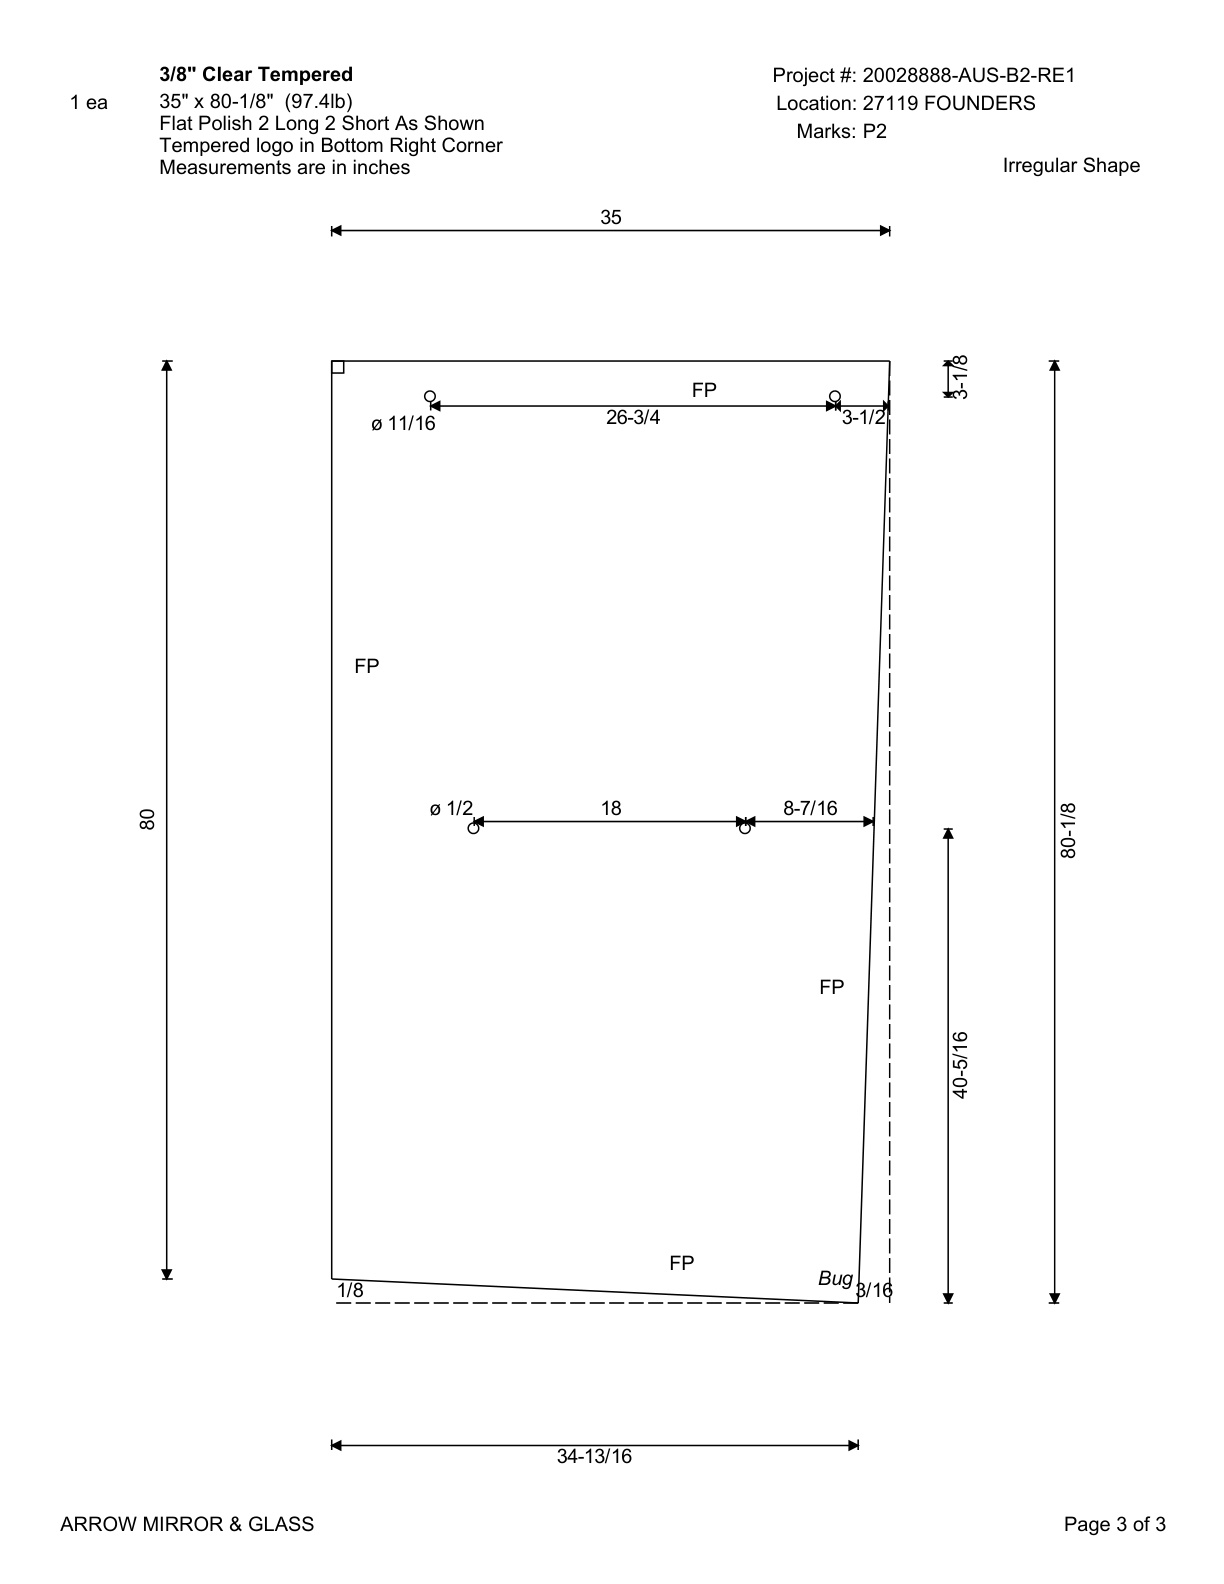 3/8" Clear Tempered
1 ea
35" x 80-1/8" (97.4lb)
Flat Polish 2 Long 2 Short As Shown
Tempered logo in Bottom Right Corner
Measurements are in inches
Project #: 20028888-AUS-B2-RE1
Location: 27119 FOUNDERS
Marks: P2
Irregular Shape
35
3-1/8
FP
ø 11/16
26-3/4
3-1/2
FP
80
ø 1/2
18
8-7/16
80-1/8
FP
40-5/16
FP
Bug
1/8
3/16
34-13/16
ARROW MIRROR & GLASS
Page 3 of 3